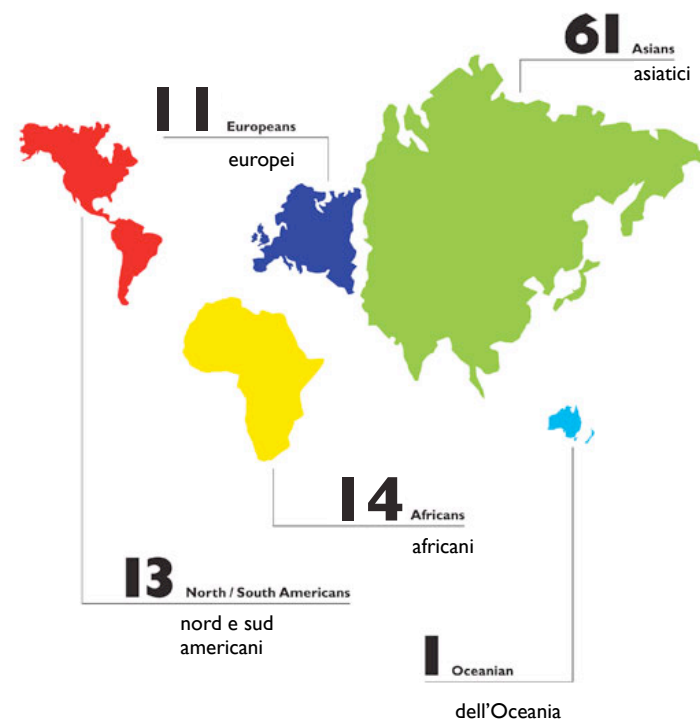 61 Asians
asiatici
11 Europeans
europei
14 Africans
africani
13 North / South Americans
nord e sud
americani
1 Oceanian
dell'Oceania